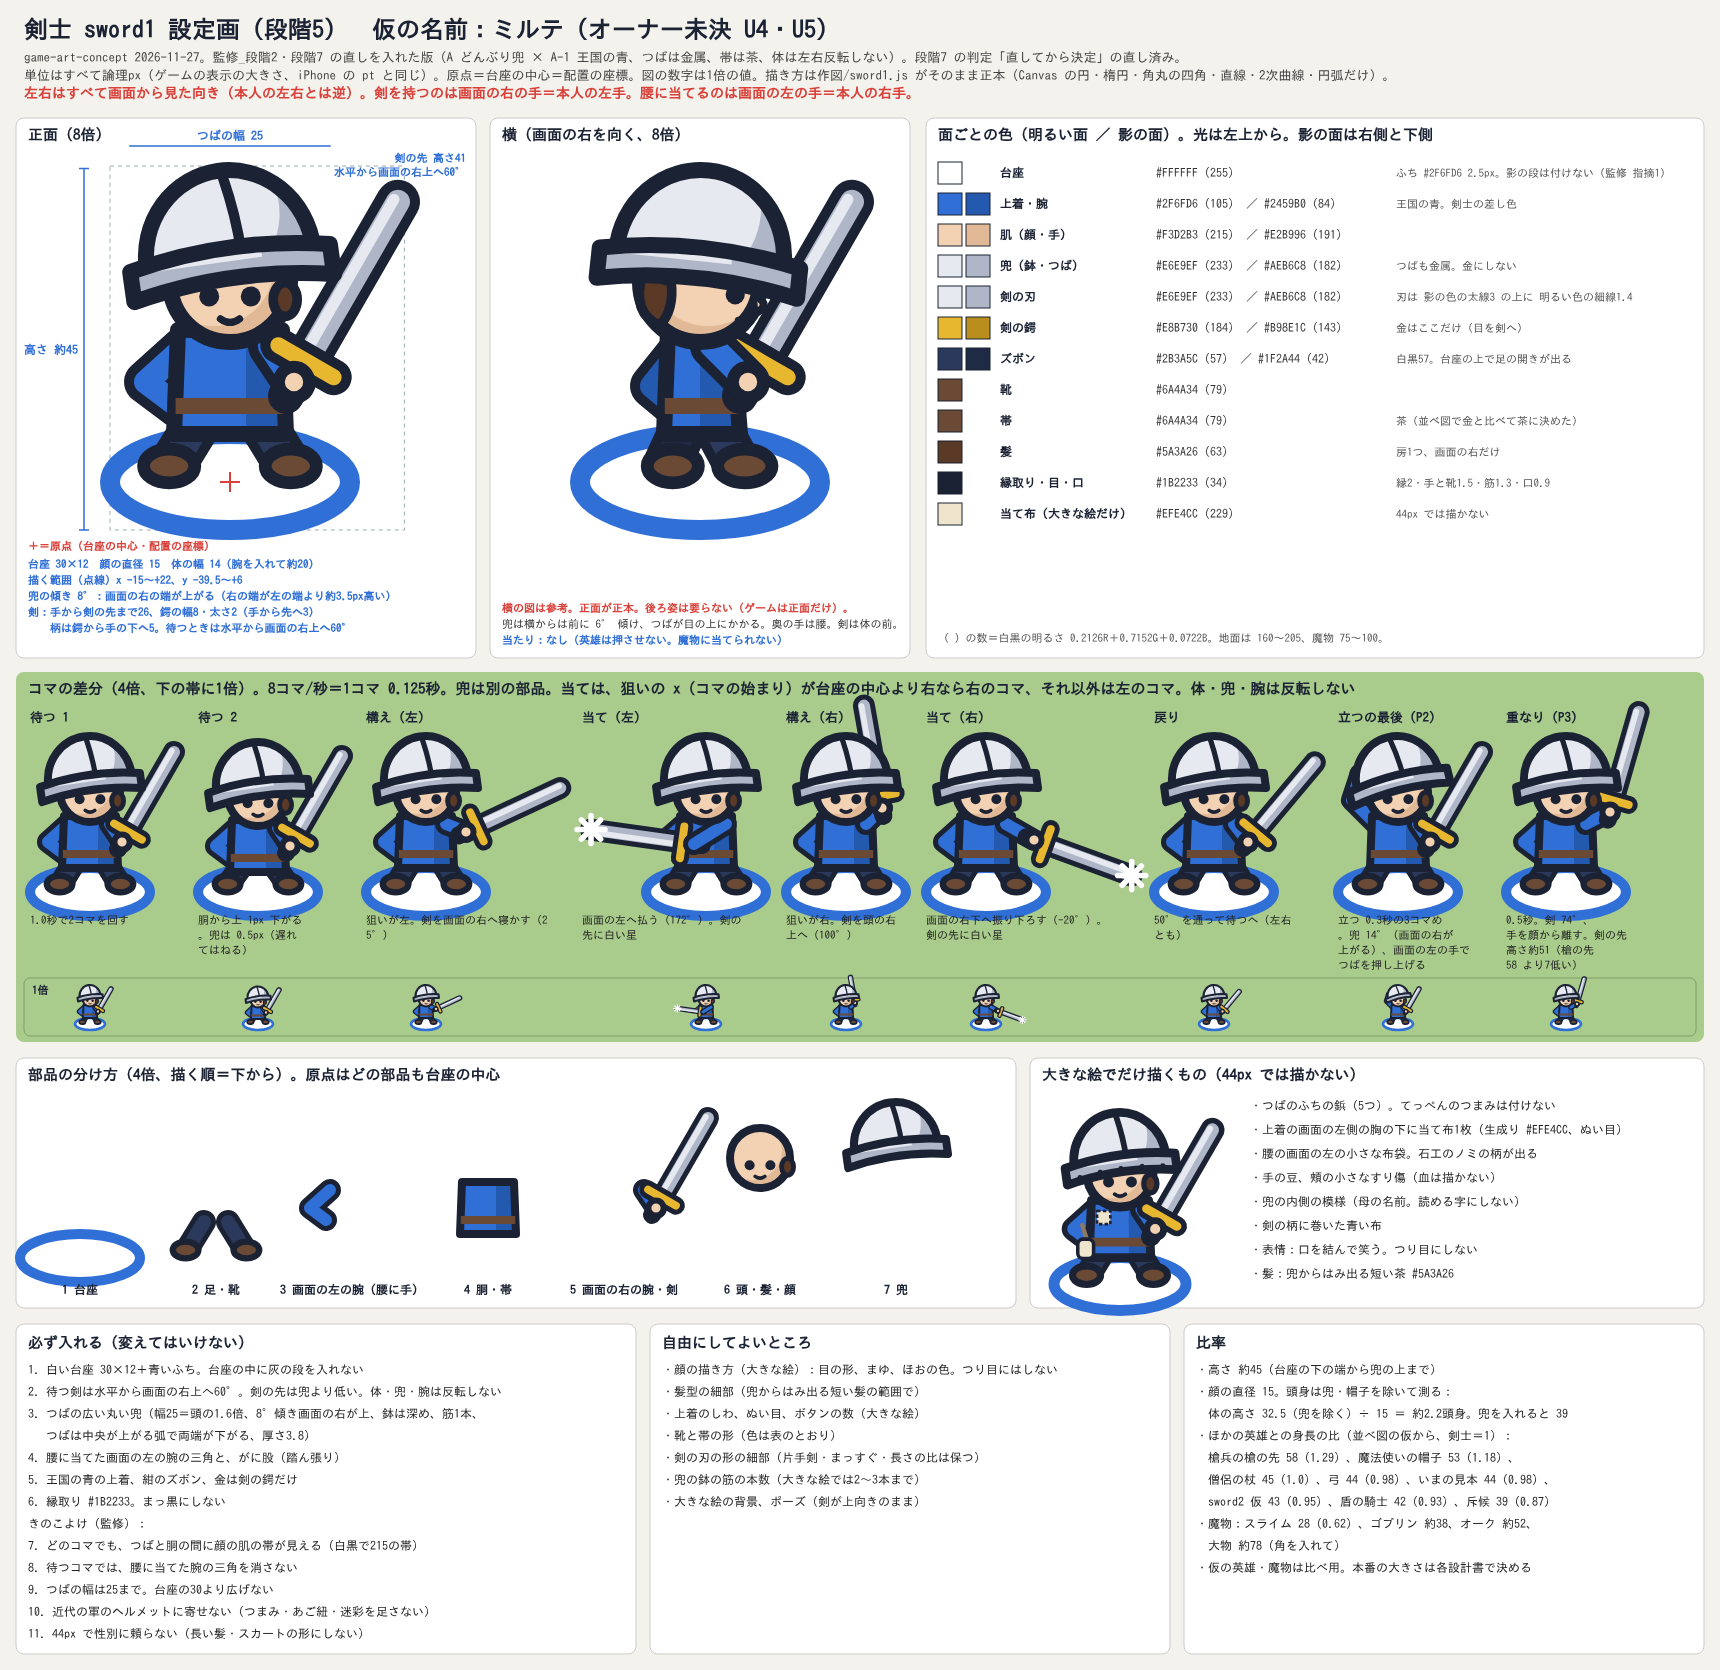 剣士 sword1 設定画（段階5）　仮の名前：ミルテ（オーナー未決 U4・U5）
game-art-concept 2026-11-27。監修_段階2・段階7 の直しを入れた版（A どんぶり兜 × A-1 王国の青、つばは金属、帯は茶、体は左右反転しない）。段階7 の判定「直してから決定」の直し済み。
単位はすべて論理px（ゲームの表示の大きさ、iPhone の pt と同じ）。原点＝台座の中心＝配置の座標。図の数字は1倍の値。描き方は作図/sword1.js がそのまま正本（Canvas の円・楕円・角丸の四角・直線・2次曲線・円弧だけ）。
左右はすべて画面から見た向き（本人の左右とは逆）。剣を持つのは画面の右の手＝本人の左手。腰に当てるのは画面の左の手＝本人の右手。
正面（8倍）
つばの幅 25
剣の先 高さ41
水平から画面の右上へ60°
高さ 約45
＋＝原点（台座の中心・配置の座標）
台座 30×12　顔の直径 15　体の幅 14（腕を入れて約20）
描く範囲（点線）x -15〜+22、y -39.5〜+6
兜の傾き 8°：画面の右の端が上がる（右の端が左の端より約3.5px高い）
剣：手から剣の先まで26、鍔の幅8・太さ2（手から先へ3）
柄は鍔から手の下へ5。待つときは水平から画面の右上へ60°
横（画面の右を向く、8倍）
横の図は参考。正面が正本。後ろ姿は要らない（ゲームは正面だけ）。
兜は横からは前に 6° 傾け、つばが目の上にかかる。奥の手は腰。剣は体の前。
当たり：なし（英雄は押させない。魔物に当てられない）
面ごとの色（明るい面 ／ 影の面）。光は左上から。影の面は右側と下側
台座 #FFFFFF（255） ふち #2F6FD6 2.5px。影の段は付けない（監修 指摘1）
上着・腕 #2F6FD6（105） ／ #2459B0（84） 王国の青。剣士の差し色
肌（顔・手） #F3D2B3（215） ／ #E2B996（191）
兜（鉢・つば） #E6E9EF（233） ／ #AEB6C8（182） つばも金属。金にしない
剣の刃 #E6E9EF（233） ／ #AEB6C8（182） 刃は 影の色の太線3 の上に 明るい色の細線1.4
剣の鍔 #E8B730（184） ／ #B98E1C（143） 金はここだけ（目を剣へ）
ズボン #2B3A5C（57） ／ #1F2A44（42） 白黒57。台座の上で足の開きが出る
靴 #6A4A34（79）
帯 #6A4A34（79） 茶（並べ図で金と比べて茶に決めた）
髪 #5A3A26（63） 房1つ、画面の右だけ
縁取り・目・口 #1B2233（34） 縁2・手と靴1.5・筋1.3・口0.9
当て布（大きな絵だけ） #EFE4CC（229） 44px では描かない
（ ）の数＝白黒の明るさ 0.2126R＋0.7152G＋0.0722B。地面は 160〜205、魔物 75〜100。
コマの差分（4倍、下の帯に1倍）。8コマ/秒＝1コマ 0.125秒。兜は別の部品。当ては、狙いの x（コマの始まり）が台座の中心より右なら右のコマ、それ以外は左のコマ。体・兜・腕は反転しない
待つ 1
待つ 2
構え（左）
当て（左）
構え（右）
当て（右）
戻り
立つの最後（P2）
重なり（P3）
1.0秒で2コマを回す
胴から上 1px 下がる
。兜は 0.5px（遅れ
てはねる）
狙いが左。剣を画面の右へ寝かす（2
5°）
画面の左へ払う（172°）。剣の
先に白い星
狙いが右。剣を頭の右
上へ（100°）
画面の右下へ振り下ろす（-20°）。
剣の先に白い星
50° を通って待つへ（左右
とも）
立つ 0.3秒の3コマめ
。兜 14°（画面の右が
上がる）、画面の左の手で
つばを押し上げる
0.5秒。剣 74°、
手を顔から離す。剣の先
高さ約51（槍の先
58 より7低い）
1倍
部品の分け方（4倍、描く順＝下から）。原点はどの部品も台座の中心
1 台座
2 足・靴
3 画面の左の腕（腰に手）
4 胴・帯
5 画面の右の腕・剣
6 頭・髪・顔
7 兜
大きな絵でだけ描くもの（44px では描かない）
・つばのふちの鋲（5つ）。てっぺんのつまみは付けない
・上着の画面の左側の胸の下に当て布1枚（生成り #EFE4CC、ぬい目）
・腰の画面の左の小さな布袋。石工のノミの柄が出る
・手の豆、頬の小さなすり傷（血は描かない）
・兜の内側の模様（母の名前。読める字にしない）
・剣の柄に巻いた青い布
・表情：口を結んで笑う。つり目にしない
・髪：兜からはみ出る短い茶 #5A3A26
必ず入れる（変えてはいけない）
1. 白い台座 30×12＋青いふち。台座の中に灰の段を入れない
2. 待つ剣は水平から画面の右上へ60°。剣の先は兜より低い。体・兜・腕は反転しない
3. つばの広い丸い兜（幅25＝頭の1.6倍、8° 傾き画面の右が上、鉢は深め、筋1本、
つばは中央が上がる弧で両端が下がる、厚さ3.8）
4. 腰に当てた画面の左の腕の三角と、がに股（踏ん張り）
5. 王国の青の上着、紺のズボン、金は剣の鍔だけ
6. 縁取り #1B2233。まっ黒にしない
きのこよけ（監修）：
7. どのコマでも、つばと胴の間に顔の肌の帯が見える（白黒で215の帯）
8. 待つコマでは、腰に当てた腕の三角を消さない
9. つばの幅は25まで。台座の30より広げない
10. 近代の軍のヘルメットに寄せない（つまみ・あご紐・迷彩を足さない）
11. 44px で性別に頼らない（長い髪・スカートの形にしない）
自由にしてよいところ
・顔の描き方（大きな絵）：目の形、まゆ、ほおの色。つり目にはしない
・髪型の細部（兜からはみ出る短い髪の範囲で）
・上着のしわ、ぬい目、ボタンの数（大きな絵）
・靴と帯の形（色は表のとおり）
・剣の刃の形の細部（片手剣・まっすぐ・長さの比は保つ）
・兜の鉢の筋の本数（大きな絵では2〜3本まで）
・大きな絵の背景、ポーズ（剣が上向きのまま）
比率
・高さ 約45（台座の下の端から兜の上まで）
・顔の直径 15。頭身は兜・帽子を除いて測る：
体の高さ 32.5（兜を除く）÷ 15 ＝ 約2.2頭身。兜を入れると 39
・ほかの英雄との身長の比（並べ図の仮から、剣士＝1）：
槍兵の槍の先 58（1.29）、魔法使いの帽子 53（1.18）、
僧侶の杖 45（1.0）、弓 44（0.98）、いまの見本 44（0.98）、
sword2 仮 43（0.95）、盾の騎士 42（0.93）、斥候 39（0.87）
・魔物：スライム 28（0.62）、ゴブリン 約38、オーク 約52、
大物 約78（角を入れて）
・仮の英雄・魔物は比べ用。本番の大きさは各設計書で決める